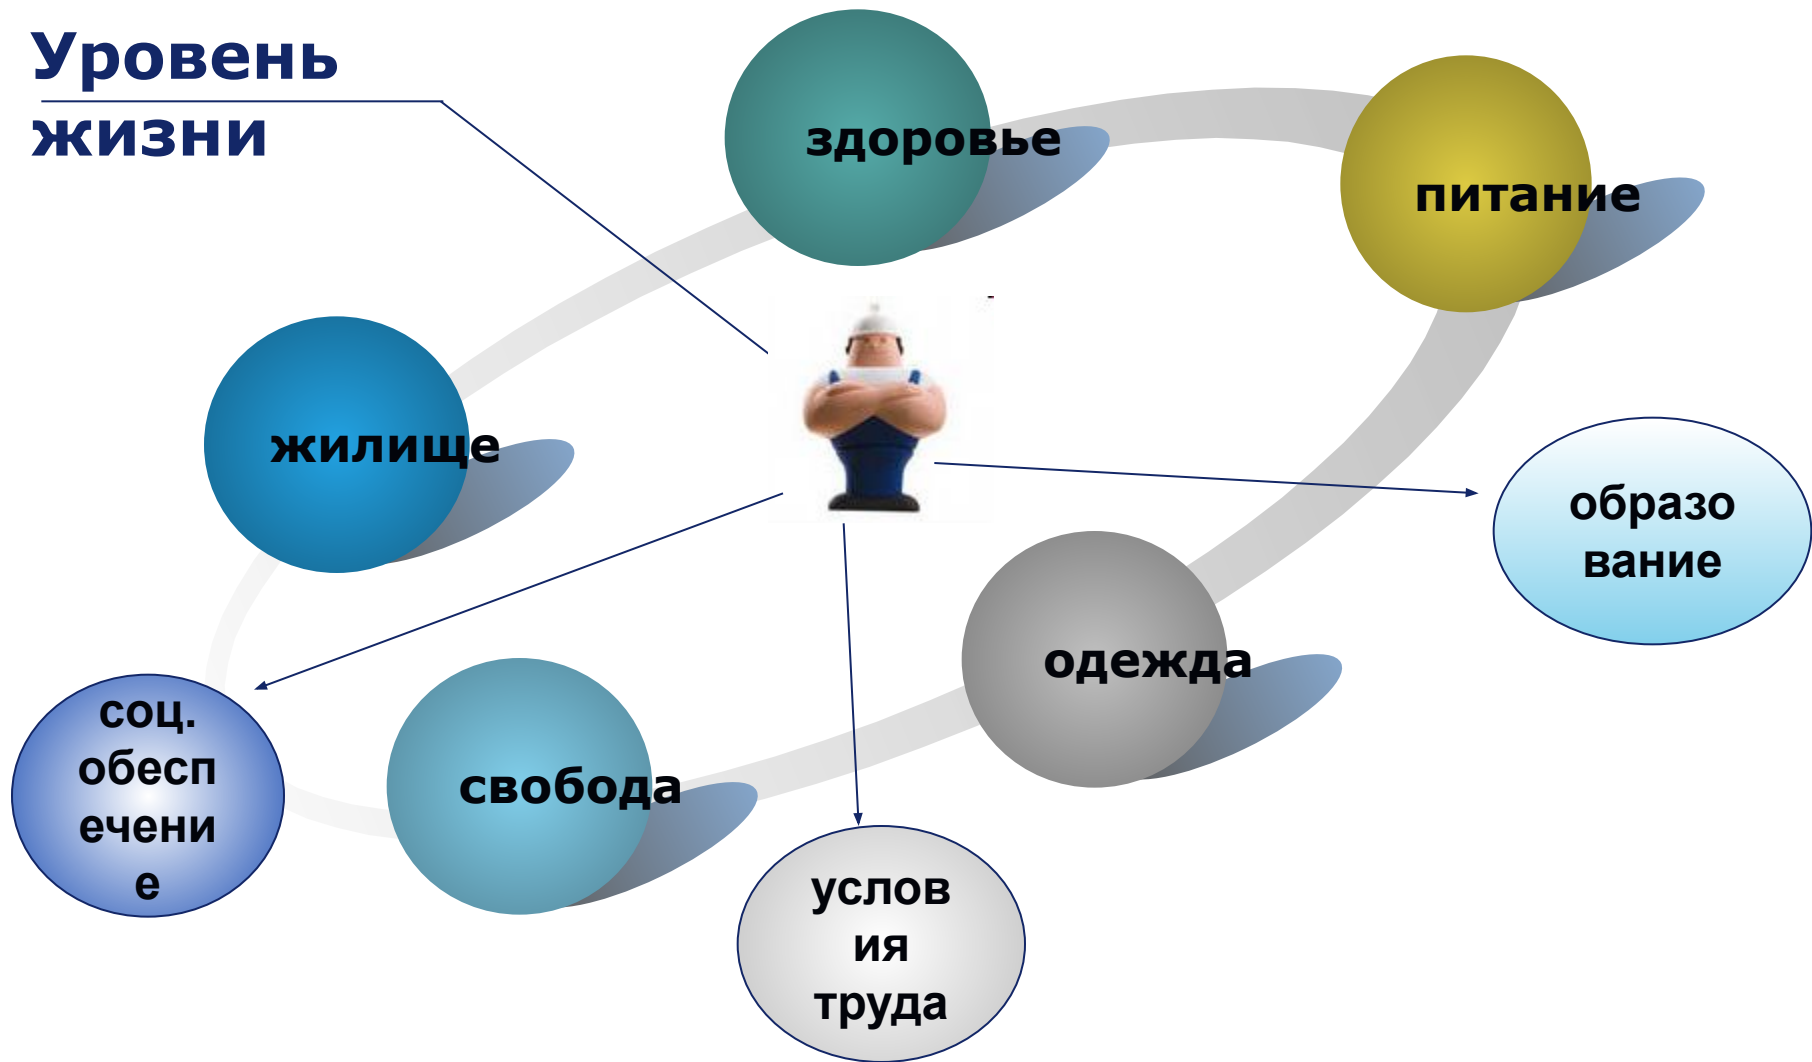 Уровень
жизни
здоровье
питание
жилище
образо
вание
одежда
соц.
обесп
ечени
е
свобода
услов
ия
труда